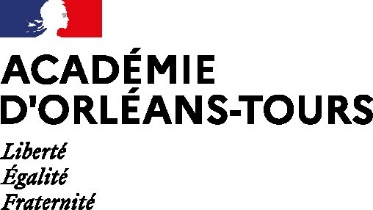 ACADÉMIE
D'ORLÉANS-TOURS
Liberté
Égalité
Fraternité